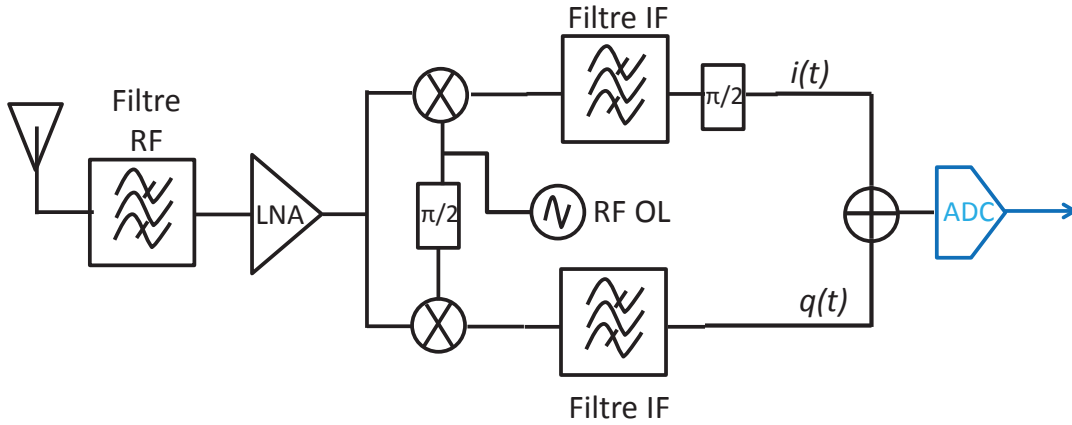 Filtre IF
π/2
i(t)
Filtre
RF
LNA
π/2
RF OL
ADC
q(t)
Filtre IF